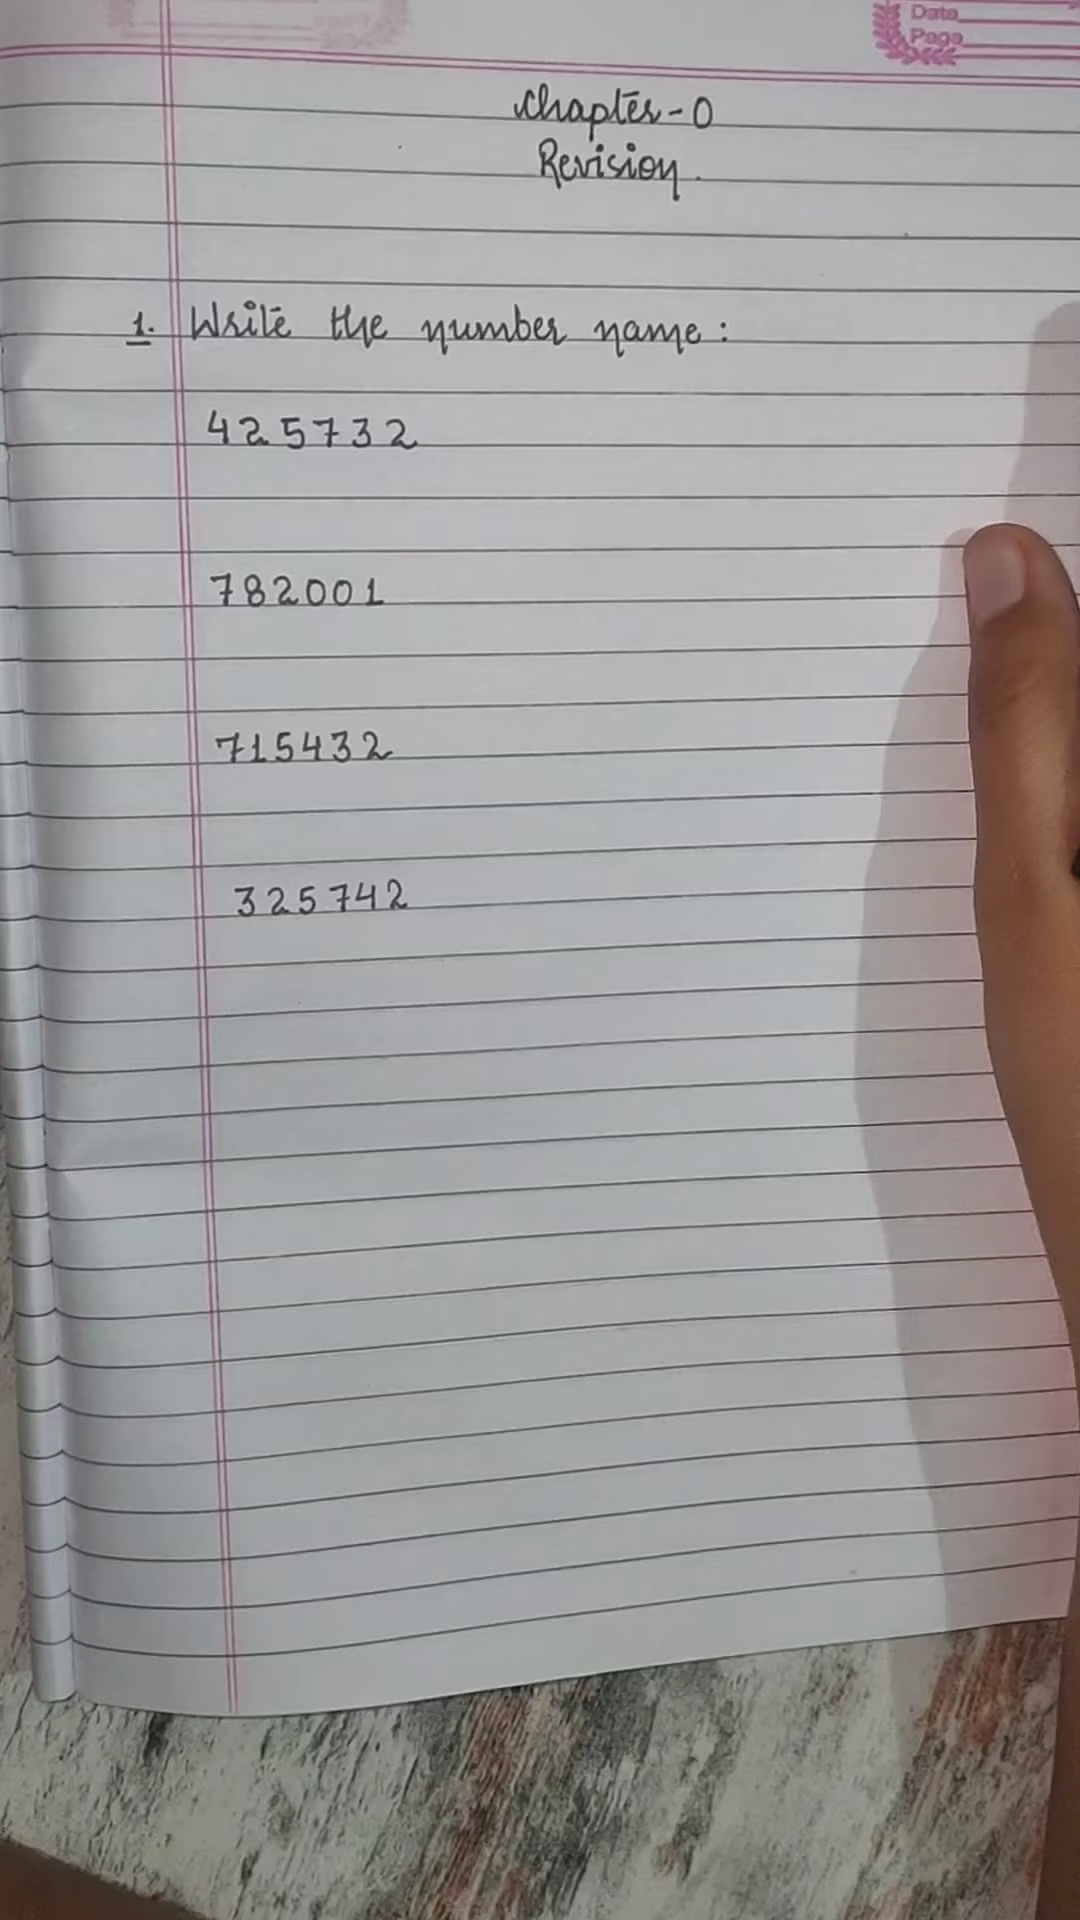 Date
Page
Chapter-0
Revision.
1. Write the number name:
425732
782001
715432
325742